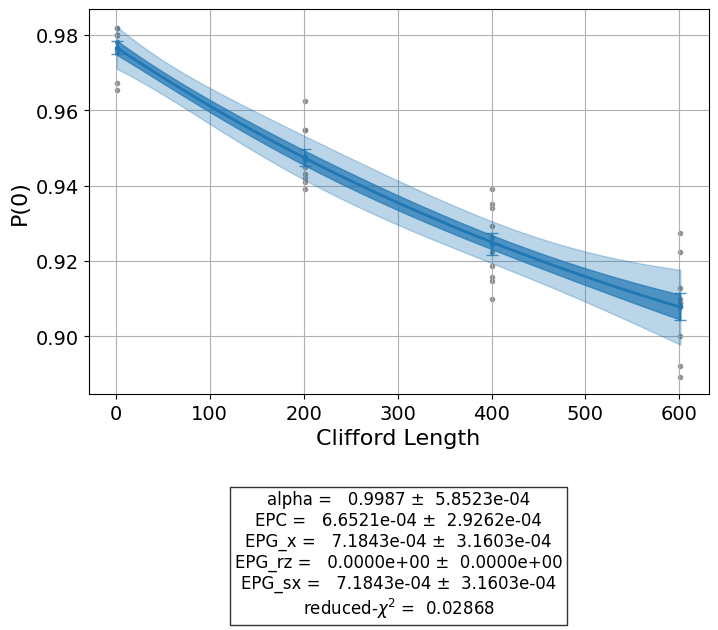 0.98
0.96
0.94
0.92
0.90
P(0)
0 100 200 300 400 500 600
Clifford Length
alpha = 0.9987 ± 5.8523e-04
EPC = 6.6521e-04 ± 2.9262e-04
EPG_x = 7.1843e-04 ± 3.1603e-04
EPG_rz = 0.0000e+00 ± 0.0000e+00
EPG_sx = 7.1843e-04 ± 3.1603e-04
reduced-χ² = 0.02868